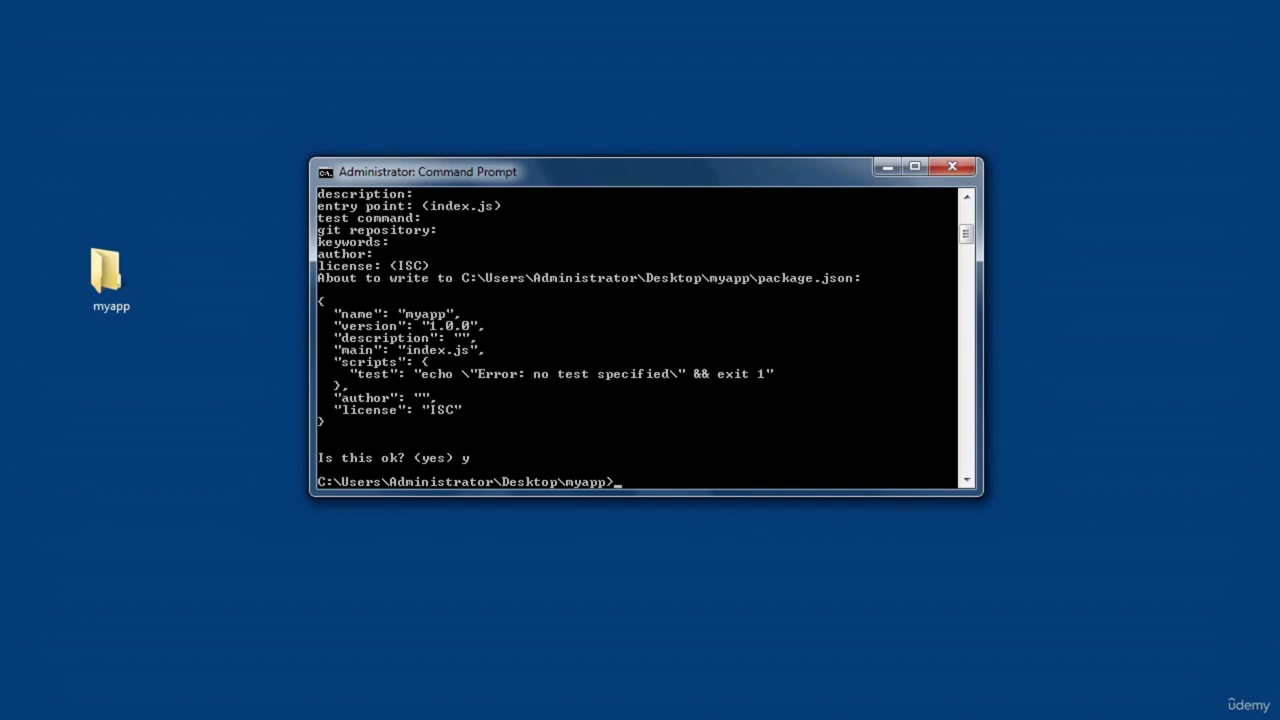 Administrator: Command Prompt
description:
entry point: (index.js)
test command:
git repository:
keywords:
author:
license: (ISC)
About to write to C:\Users\Administrator\Desktop\myapp\package.json:
{
"name": "myapp",
"version": "1.0.0",
"description": "",
"main": "index.js",
"scripts": {
"test": "echo \"Error: no test specified\" && exit 1"
},
"author": "",
"license": "ISC"
}
Is this ok? (yes) y
C:\Users\Administrator\Desktop\myapp>_
myapp
udemy